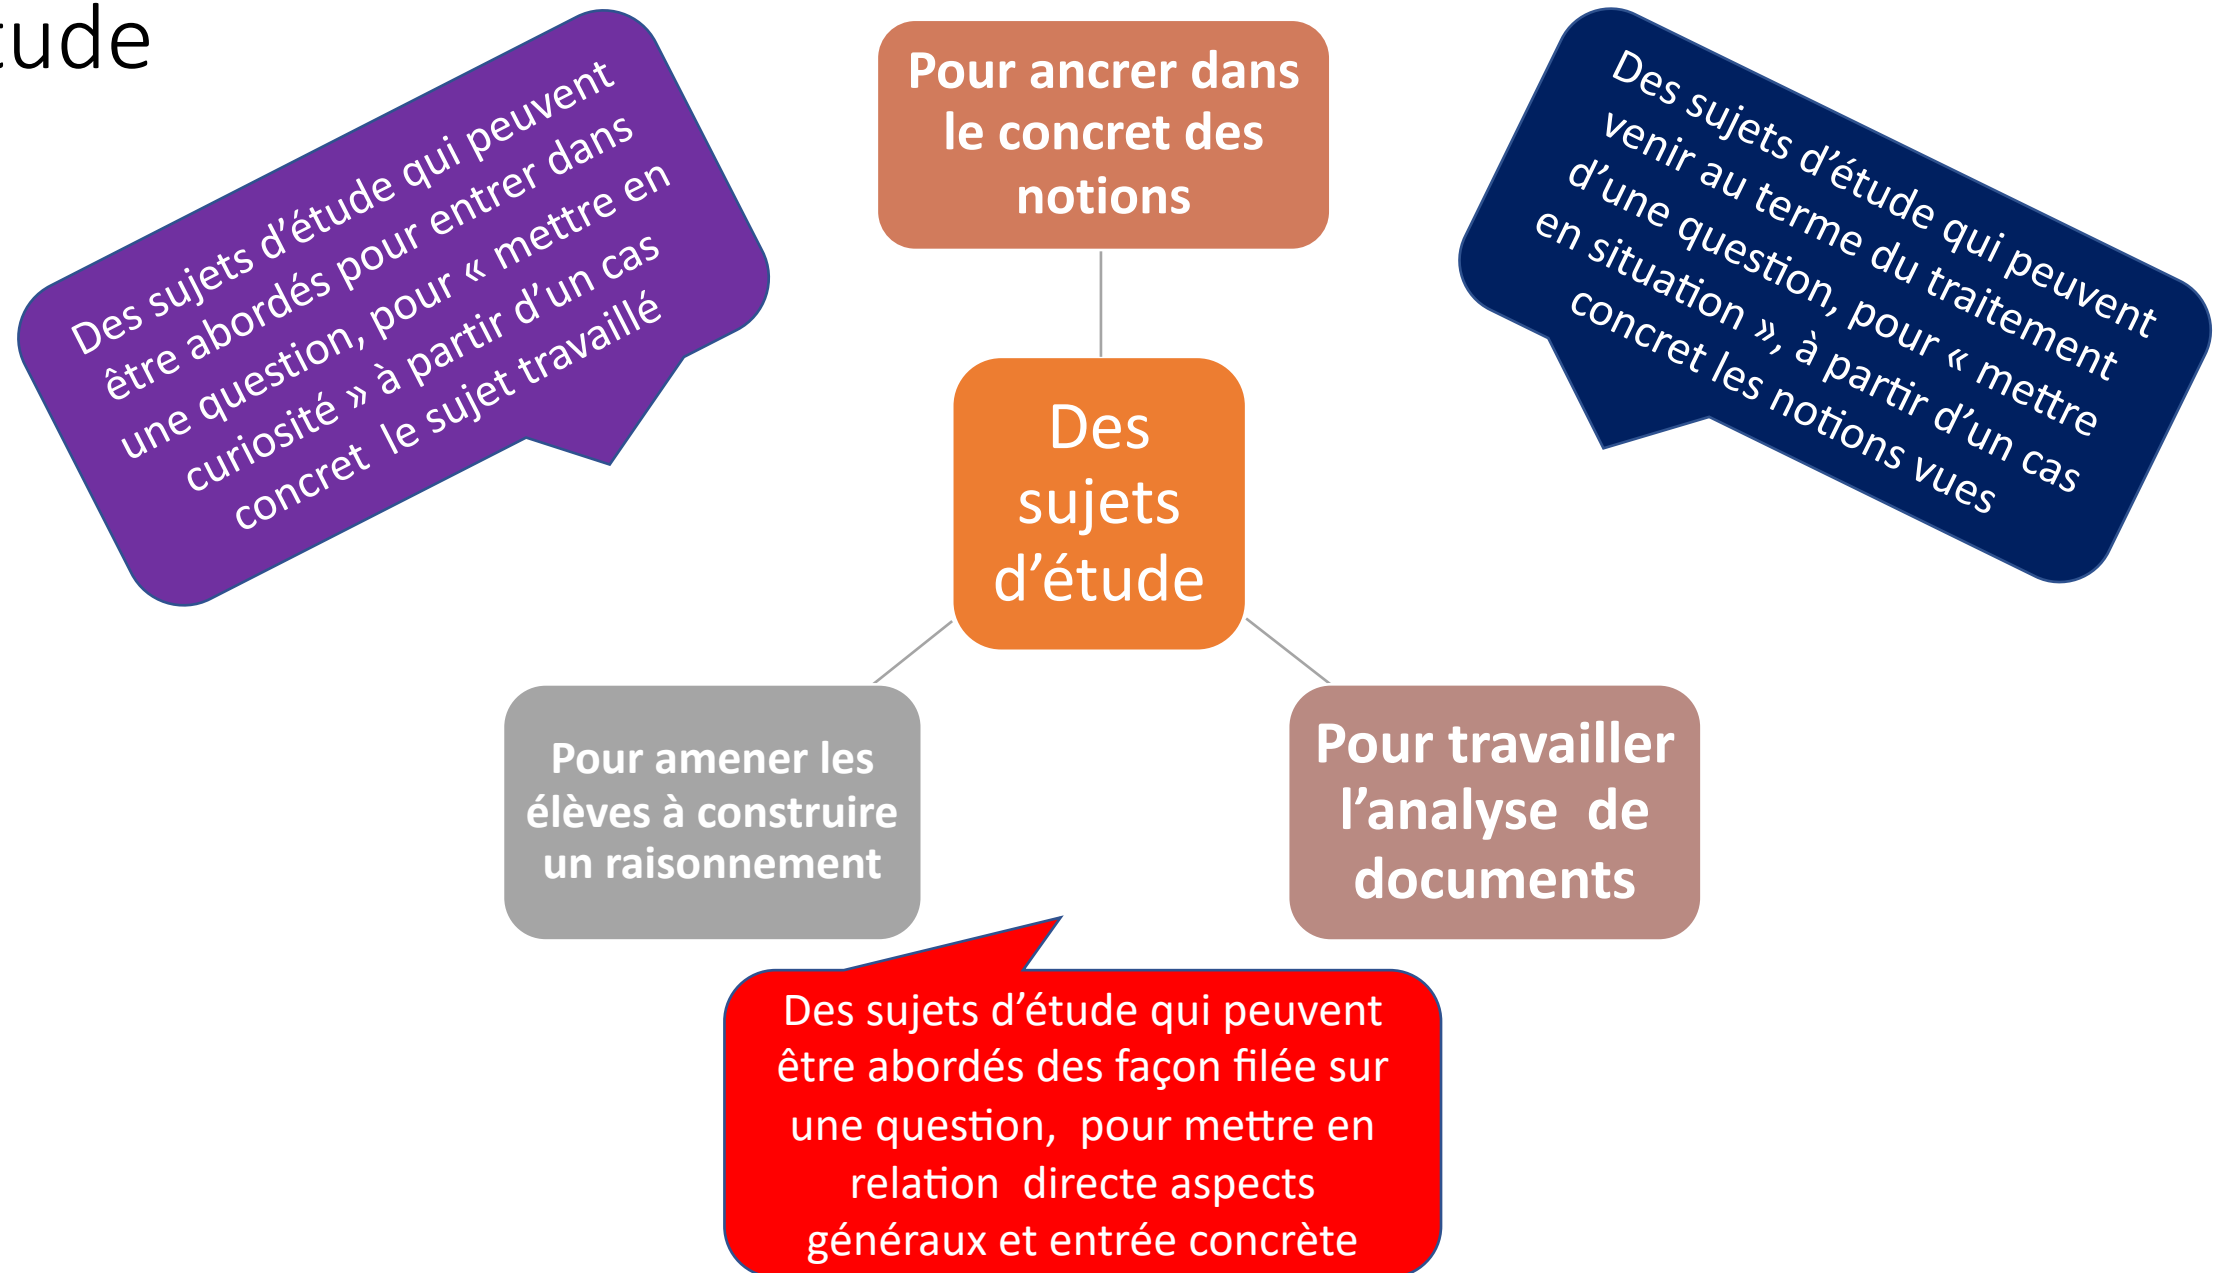 tude
Des sujets d’étude qui peuvent
être abordés pour entrer dans
une question, pour « mettre en
curiosité » à partir d’un cas
concret le sujet travaillé
Pour ancrer dans
le concret des
notions
Des sujets d’étude qui peuvent
venir au terme du traitement
d’une question, pour « mettre
en situation », à partir d’un cas
concret les notions vues
Des
sujets
d’étude
Pour amener les
élèves à construire
un raisonnement
Pour travailler
l’analyse de
documents
Des sujets d’étude qui peuvent
être abordés des façon filée sur
une question, pour mettre en
relation directe aspects
généraux et entrée concrète